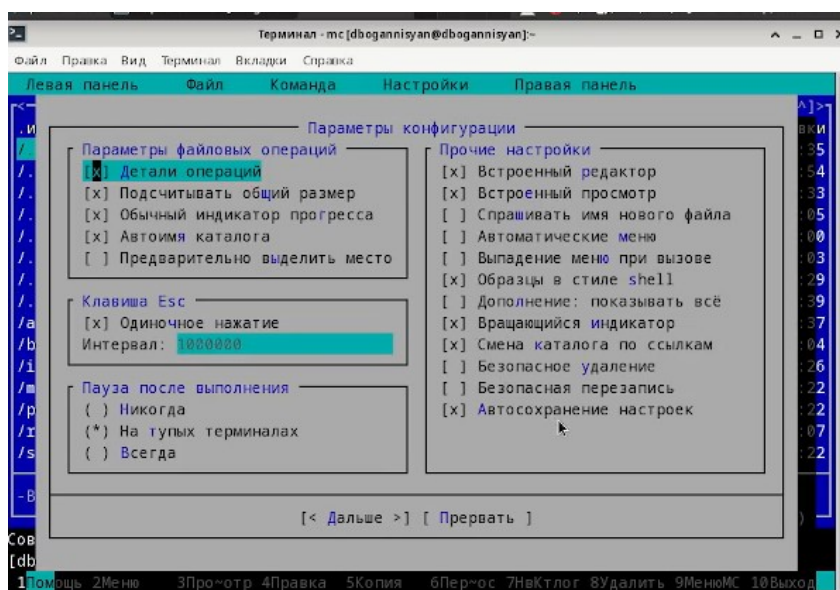 Терминал - mc [dbogannisyan@dbogannisyan]:~
Файл Правка Вид Терминал Вкладки Справка
Левая панель Файл Команда Настройки Правая панель
Параметры конфигурации
Параметры файловых операций
[x] Детали операций
[x] Подсчитывать общий размер
[x] Обычный индикатор прогресса
[x] Автоимя каталога
[ ] Предварительно выделить место
Клавиша Esc
[x] Одиночное нажатие
Интервал: 1000000
Пауза после выполнения
( ) Никогда
(*) На тупых терминалах
( ) Всегда
Прочие настройки
[x] Встроенный редактор
[x] Встроенный просмотр
[ ] Спрашивать имя нового файла
[ ] Автоматические меню
[ ] Выпадение меню при вызове
[x] Образцы в стиле shell
[ ] Дополнение: показывать всё
[x] Вращающийся индикатор
[x] Смена каталога по ссылкам
[ ] Безопасное удаление
[ ] Безопасная перезапись
[x] Автосохранение настроек
[< Дальше >] [ Прервать ]
Сов
[db
1Помощь 2Меню 3Про~отр 4Правка 5Копия 6Пер~ос 7НвКтлог 8Удалить 9МенюMC 10Выход